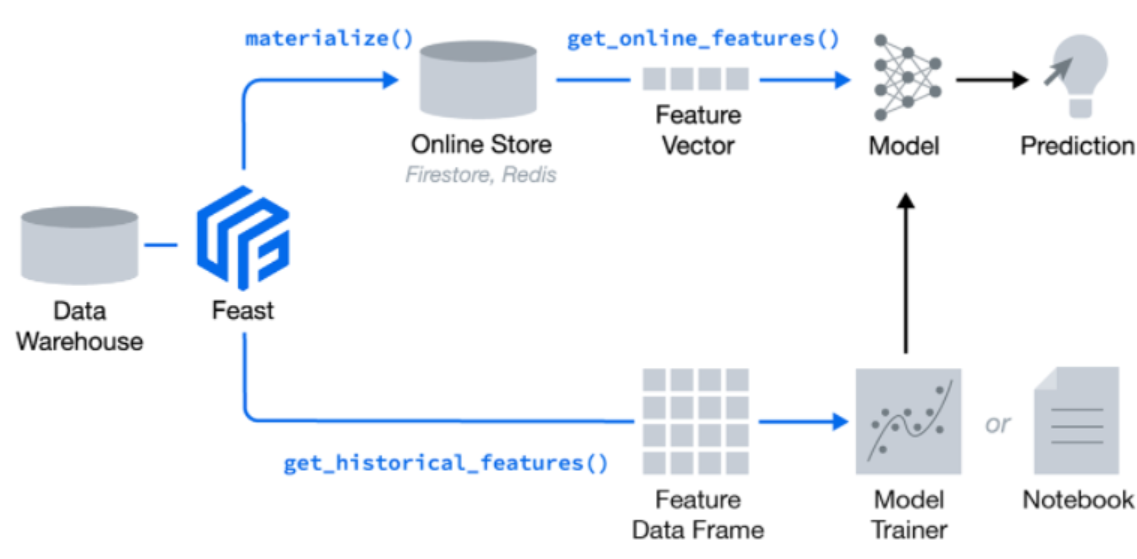 materialize()
get_online_features()
Online Store
Firestore, Redis
Feature
Vector
Model
Prediction
Data
Warehouse
Feast
get_historical_features()
Feature
Data Frame
Model
Trainer
or
Notebook